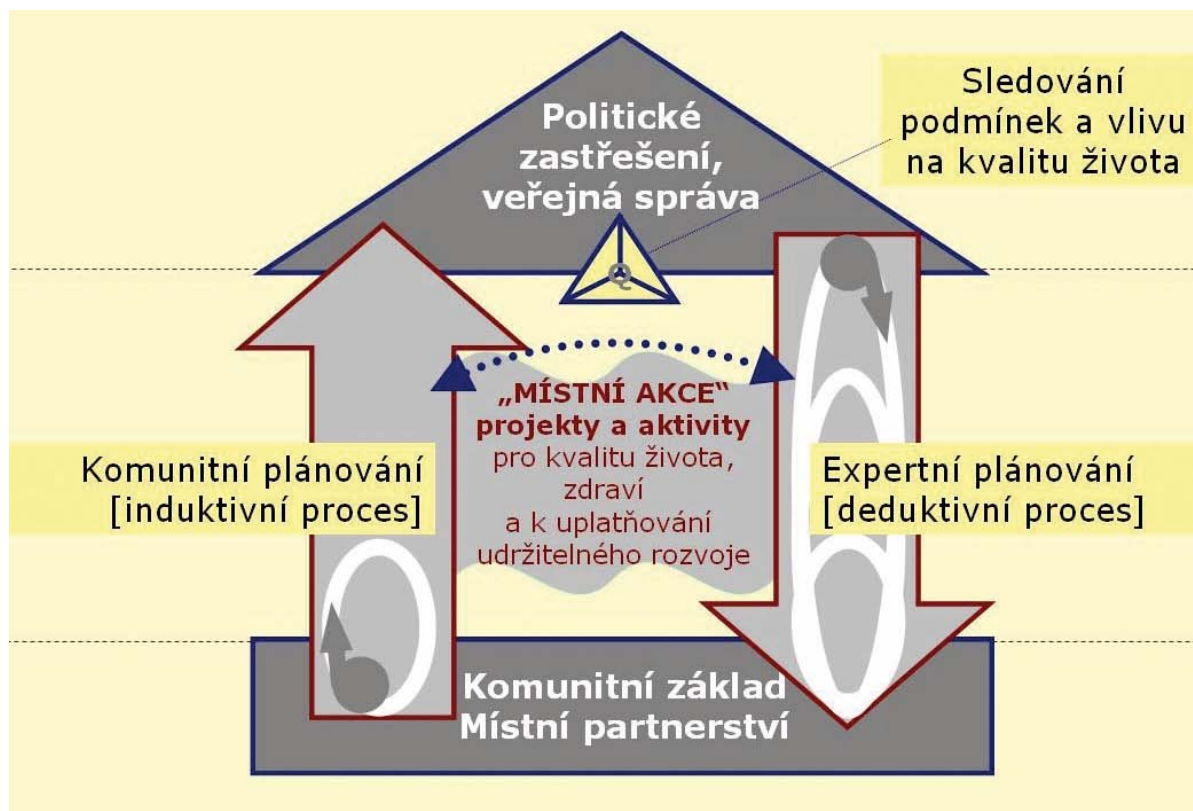 Politické
zastřešení,
veřejná správa
Sledování
podmínek a vlivu
na kvalitu života
Q
„MÍSTNÍ AKCE“
projekty a aktivity
pro kvalitu života,
zdraví
a k uplatňování
udržitelného rozvoje
Komunitní plánování
[induktivní proces]
Expertní plánování
[deduktivní proces]
Komunitní základ
Místní partnerství